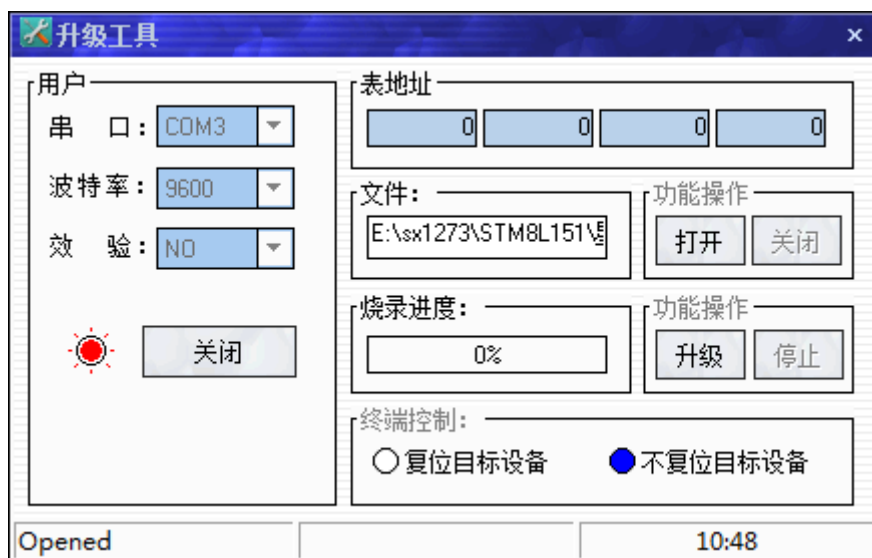 升级工具
用户
串 口：COM3
波特率：9600
效 验：NO
关闭
表地址
0 0 0 0
文件：
E:\sx1273\STM8L151\
功能操作
打开 关闭
烧录进度：
0%
功能操作
升级 停止
终端控制：
复位目标设备 不复位目标设备
Opened
10:48